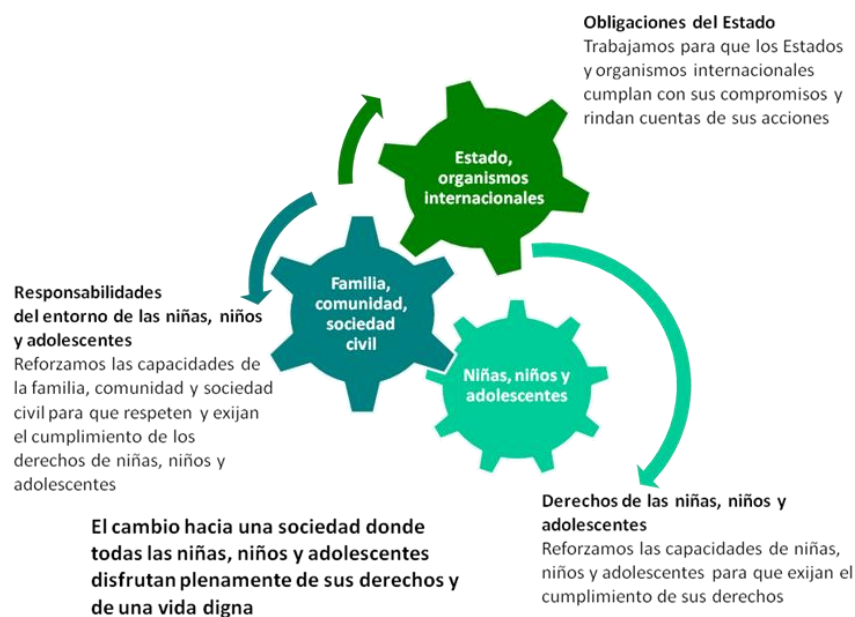 Obligaciones del Estado
Trabajamos para que los Estados
y organismos internacionales
cumplan con sus compromisos y
rindan cuentas de sus acciones
Estado,
organismos
internacionales
Familia,
comunidad,
sociedad
civil
Responsabilidades
del entorno de las niñas, niños
y adolescentes
Reforzamos las capacidades de
la familia, comunidad y sociedad
civil para que respeten y exijan
el cumplimiento de los
derechos de niñas, niños y
adolescentes
Niñas, niños y
adolescentes
Derechos de las niñas, niños y
adolescentes
Reforzamos las capacidades de niñas,
niños y adolescentes para que exijan el
cumplimiento de sus derechos
El cambio hacia una sociedad donde
todas las niñas, niños y adolescentes
disfrutan plenamente de sus derechos y
de una vida digna